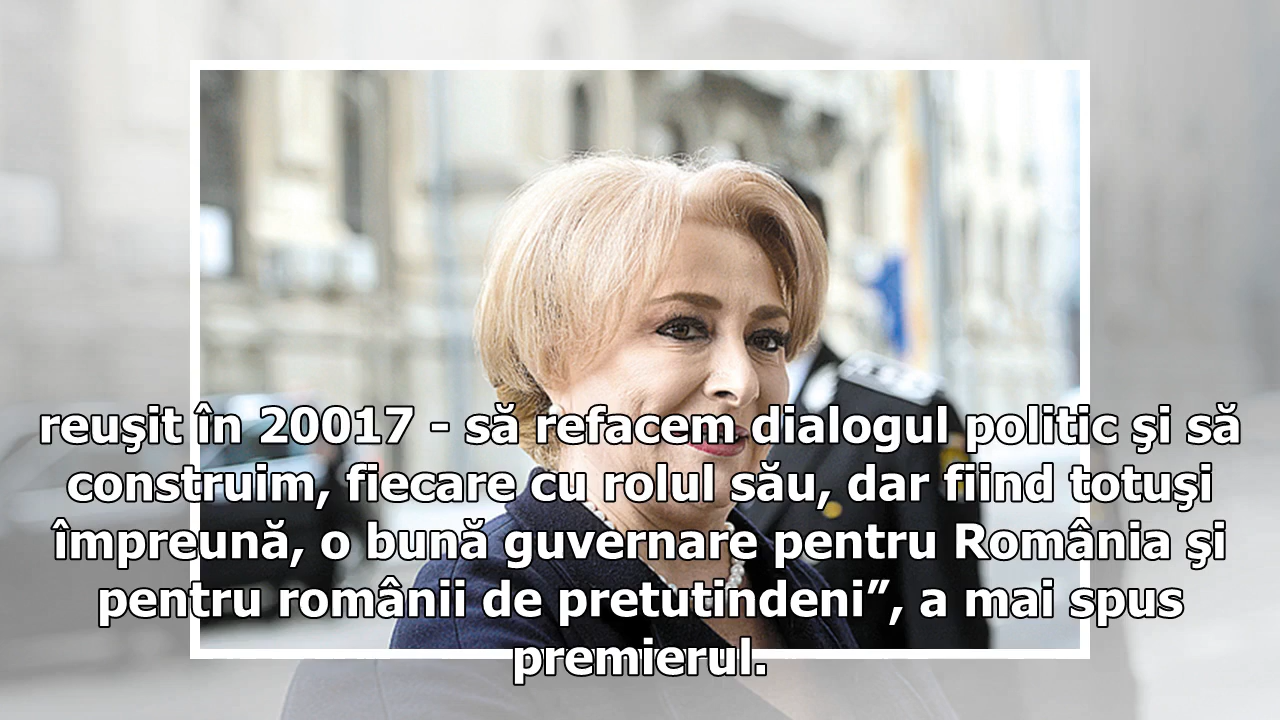 reuşit în 20017 - să refacem dialogul politic şi să
construim, fiecare cu rolul său, dar fiind totuşi
împreună, o bună guvernare pentru România şi
pentru românii de pretutindeni”, a mai spus
premierul.